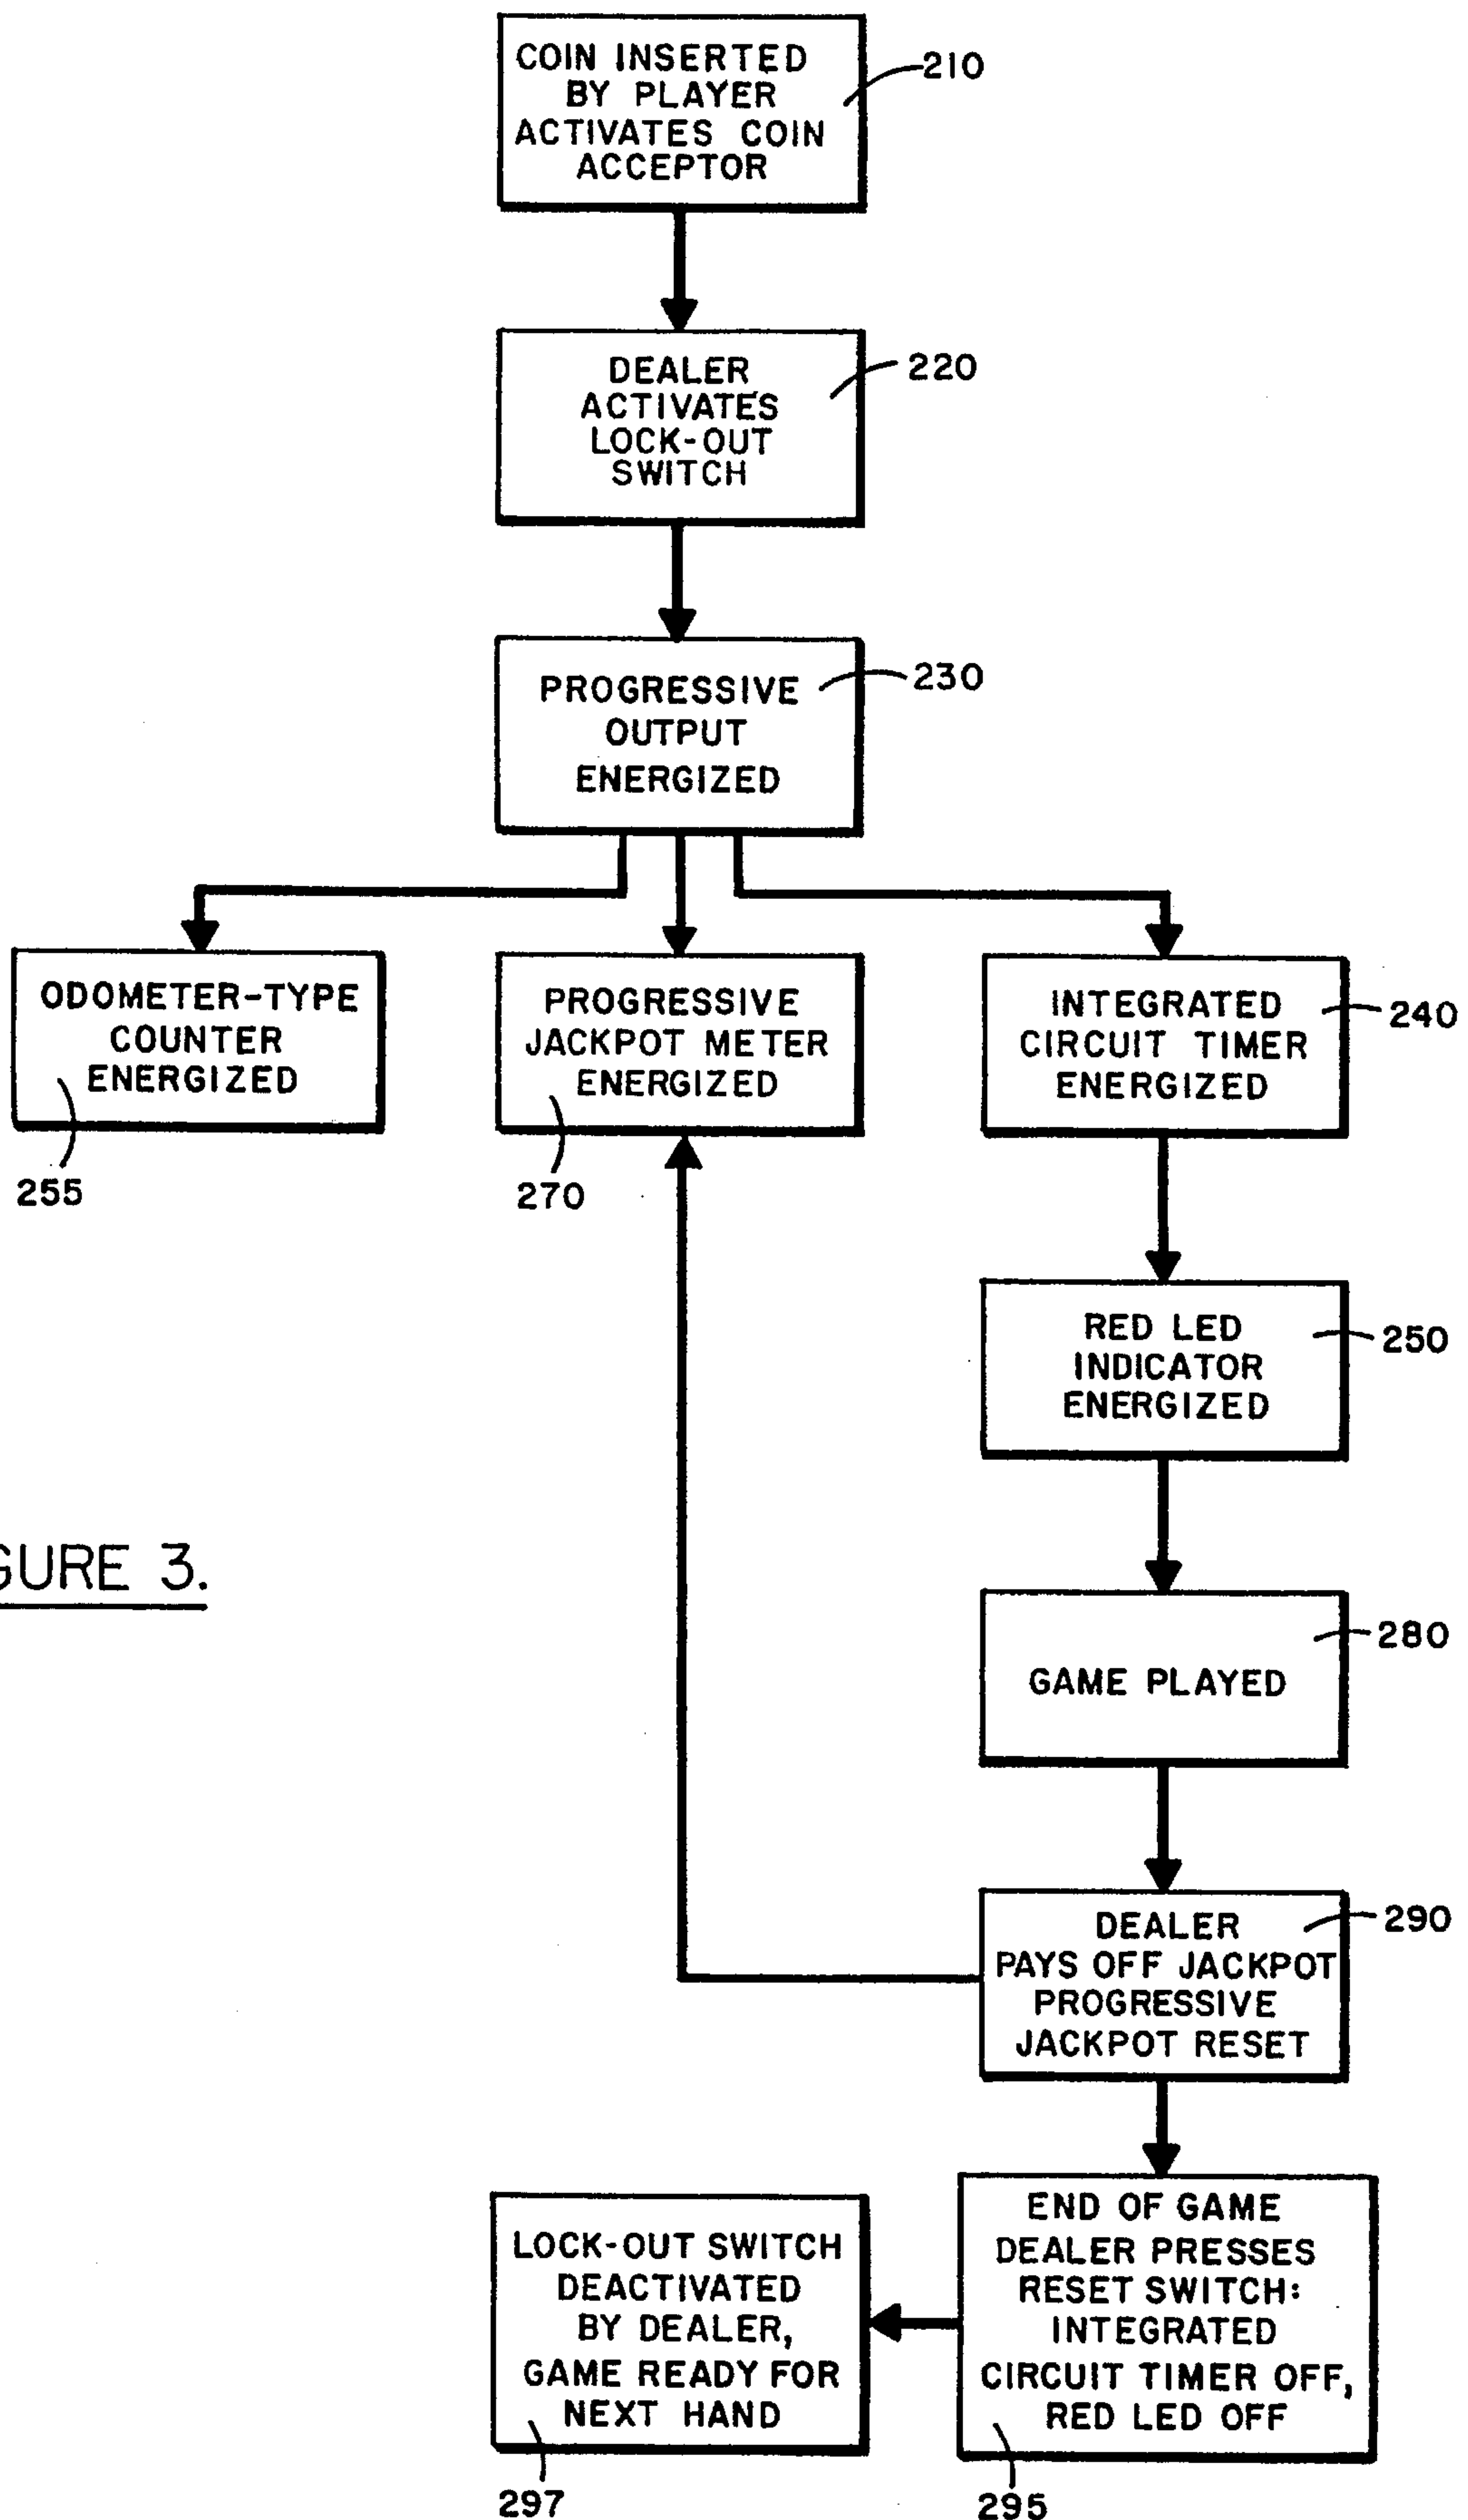 COIN INSERTED
BY PLAYER
ACTIVATES COIN
ACCEPTOR
210
DEALER
ACTIVATES
LOCK-OUT
SWITCH
220
PROGRESSIVE
OUTPUT
ENERGIZED
230
ODOMETER-TYPE
COUNTER
ENERGIZED
255
PROGRESSIVE
JACKPOT METER
ENERGIZED
270
INTEGRATED
CIRCUIT TIMER
ENERGIZED
240
RED LED
INDICATOR
ENERGIZED
250
GURE 3.
GAME PLAYED
280
DEALER
PAYS OFF JACKPOT
PROGRESSIVE
JACKPOT RESET
290
END OF GAME
DEALER PRESSES
RESET SWITCH:
INTEGRATED
CIRCUIT TIMER OFF,
RED LED OFF
295
LOCK-OUT SWITCH
DEACTIVATED
BY DEALER,
GAME READY FOR
NEXT HAND
297